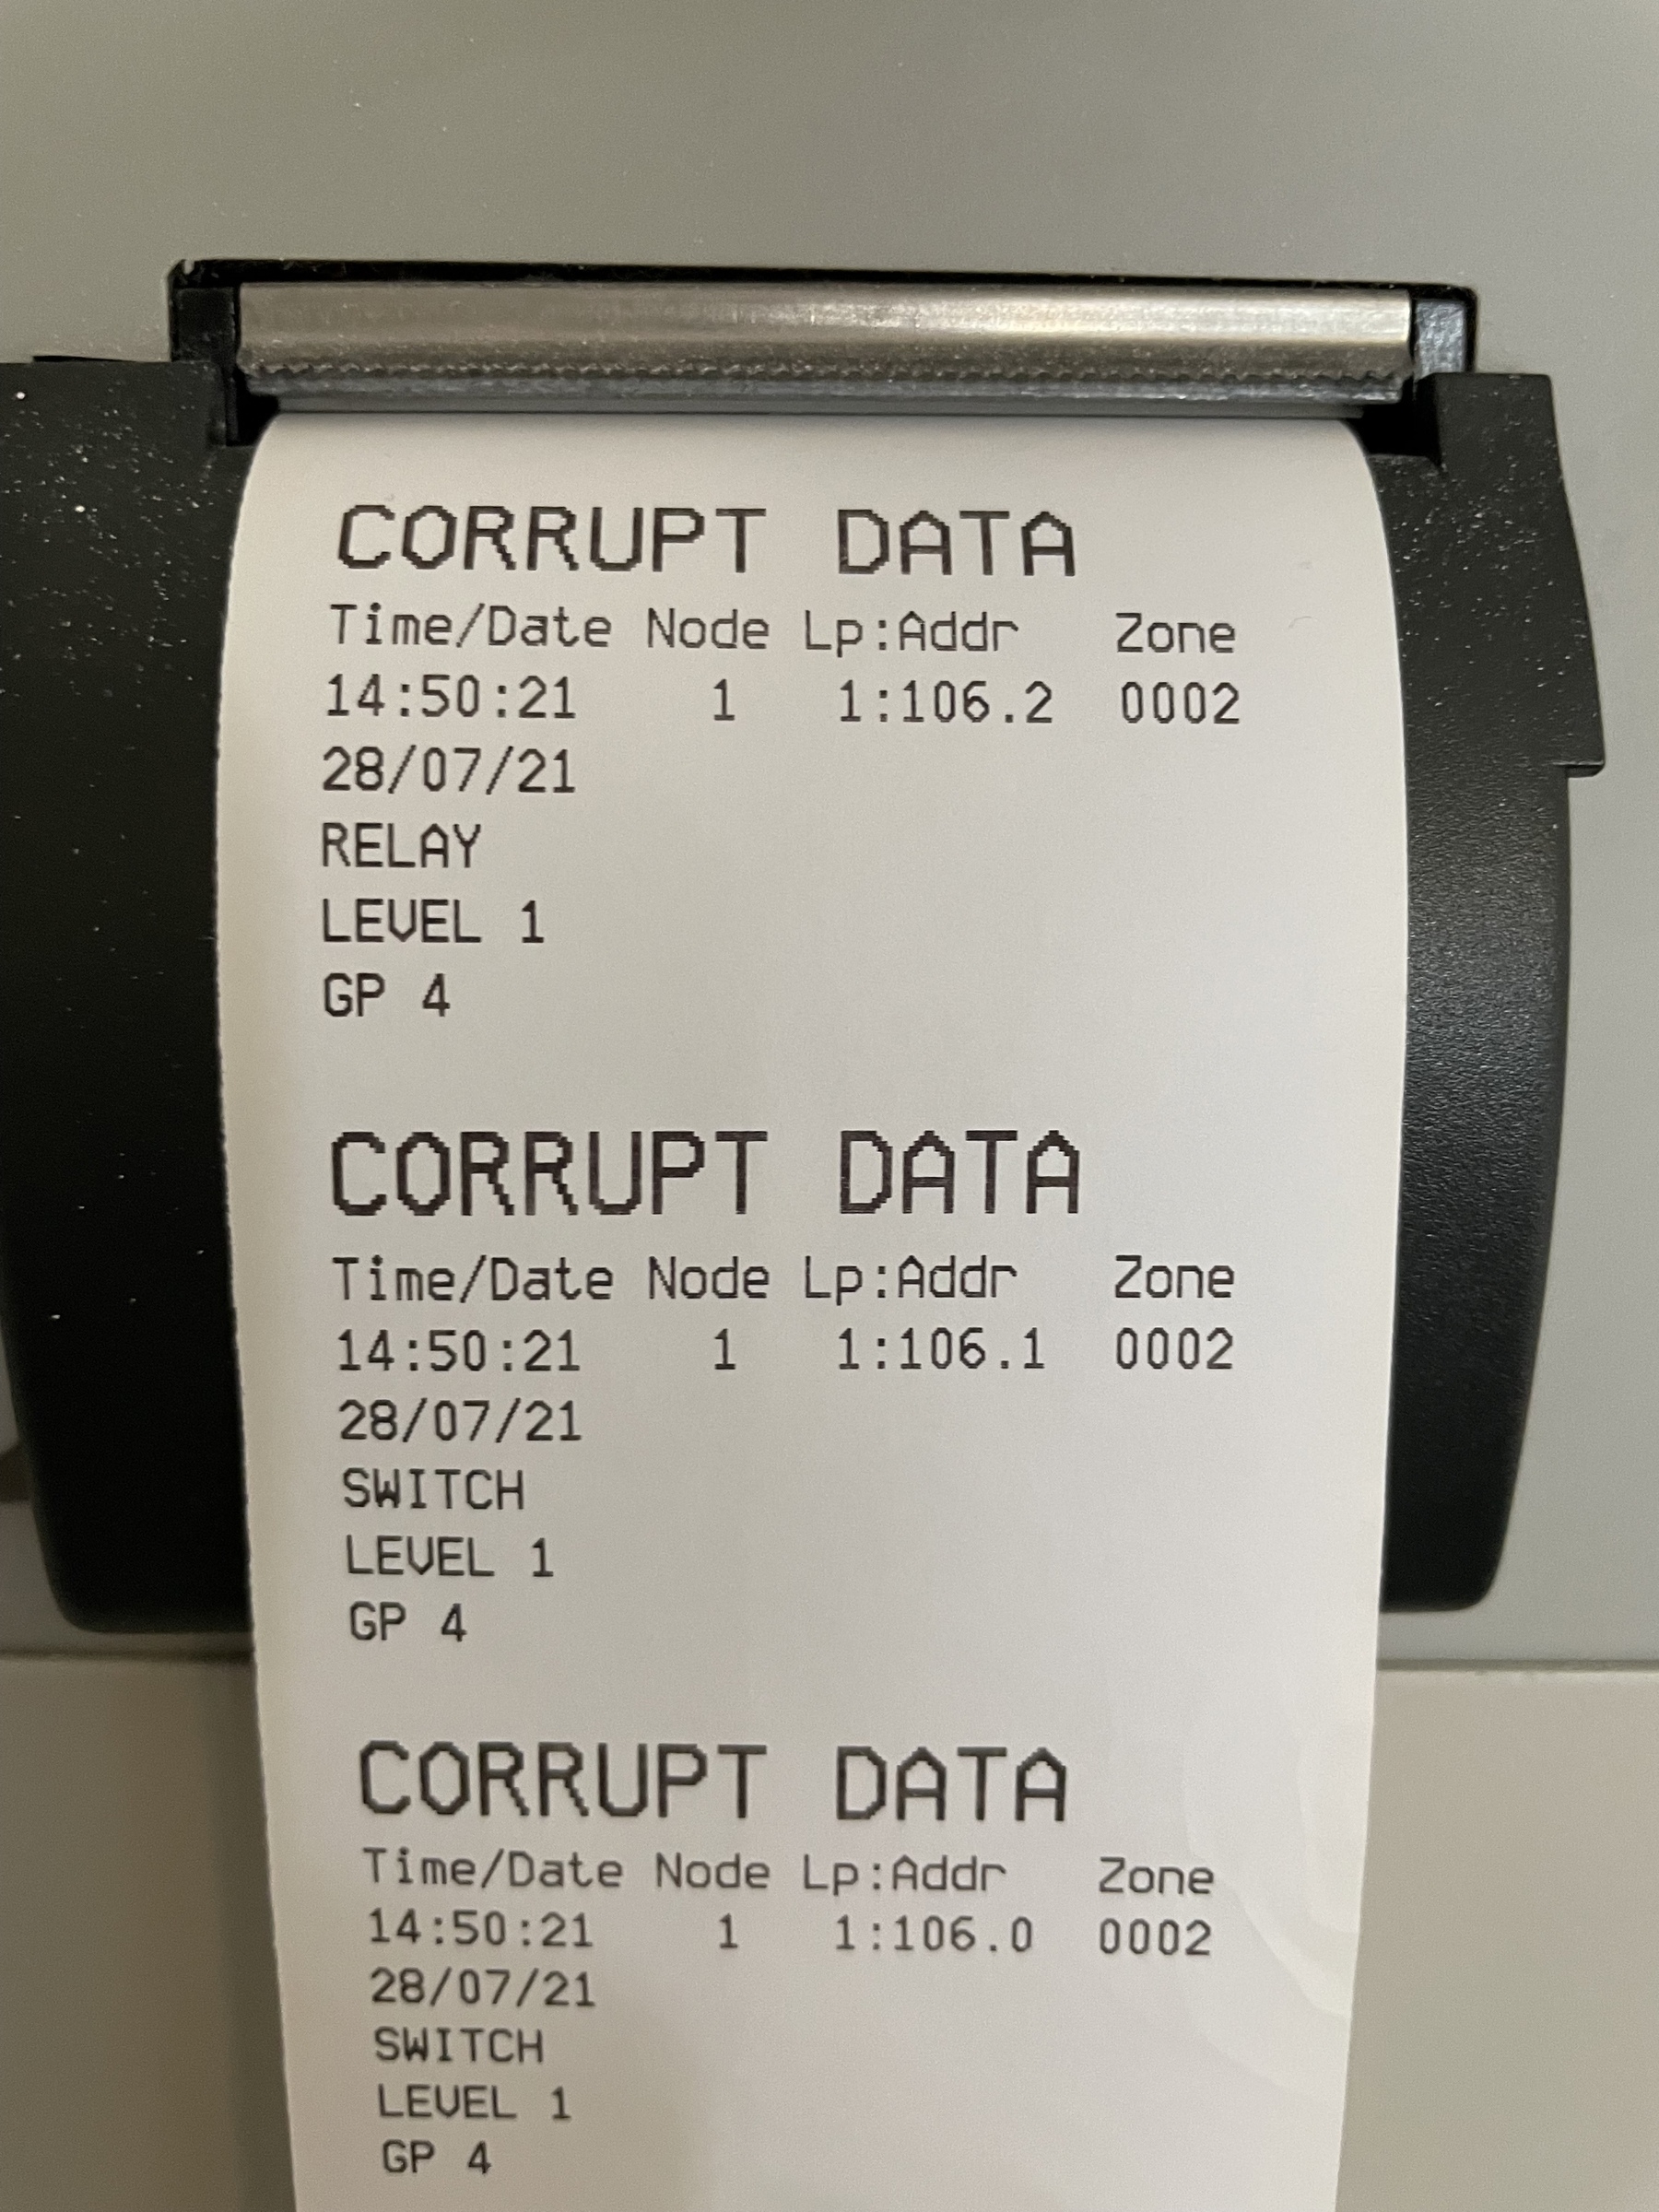 CORRUPT DATA
Time/Date Node Lp:Addr Zone
14:50:21 1 1:106.2 0002
28/07/21
RELAY
LEVEL 1
GP 4
CORRUPT DATA
Time/Date Node Lp:Addr Zone
14:50:21 1 1:106.1 0002
28/07/21
SWITCH
LEVEL 1
GP 4
CORRUPT DATA
Time/Date Node Lp:Addr Zone
14:50:21 1 1:106.0 0002
28/07/21
SWITCH
LEVEL 1
GP 4